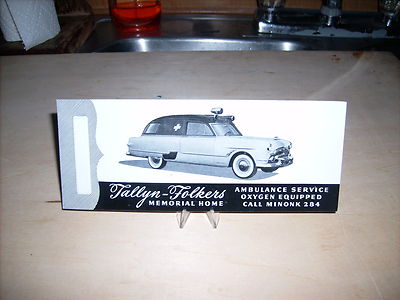 Tallyn-Folkers
MEMORIAL HOME
AMBULANCE SERVICE
OXYGEN EQUIPPED
CALL MINONK 284